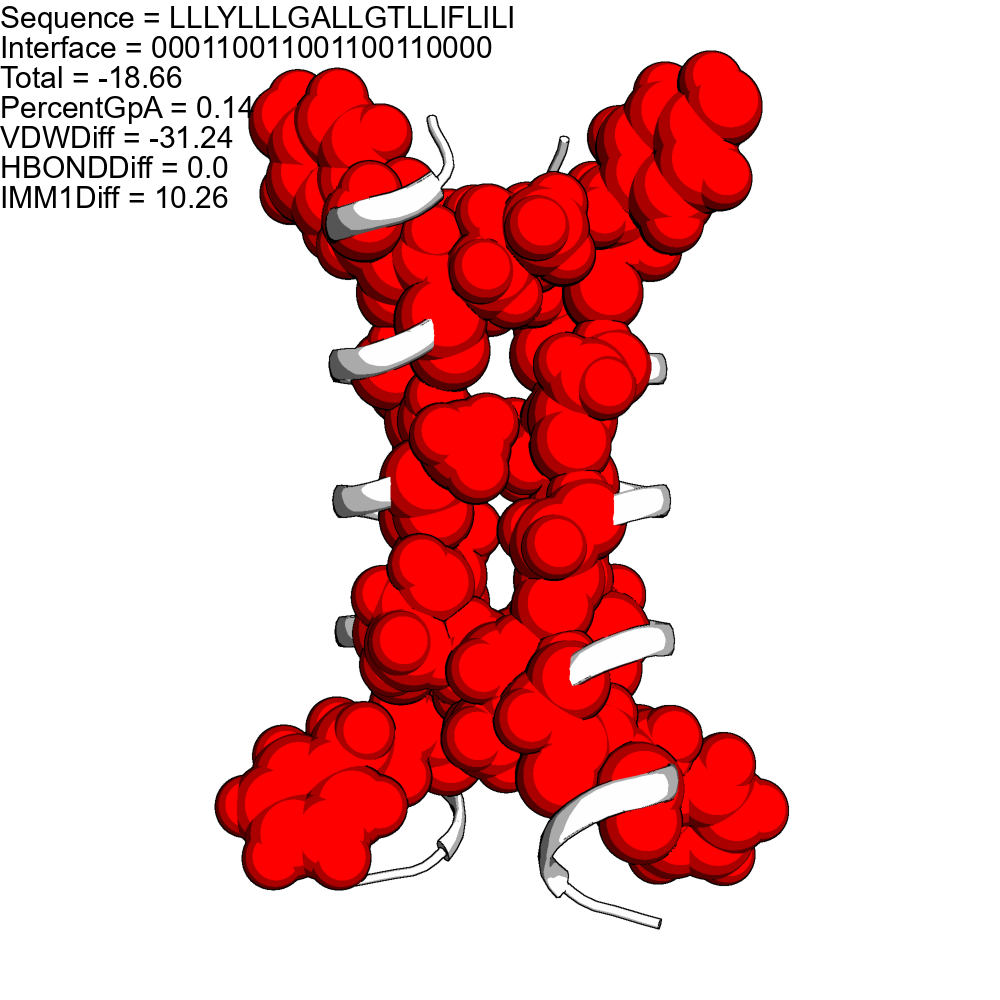 Sequence = LLLYLLLGALLGTLLIFLILI
Interface = 000110011001100110000
Total = -18.66
PercentGpA = 0.14
VDWDiff = -31.24
HBONDDiff = 0.0
IMM1Diff = 10.26